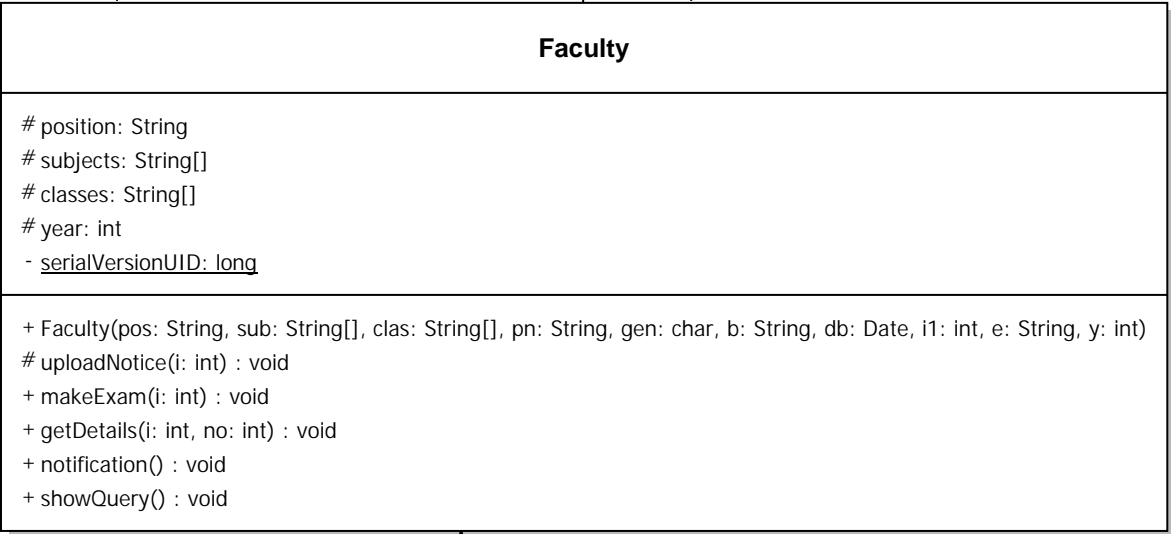 Faculty
# position: String
# subjects: String[]
# classes: String[]
# year: int
- serialVersionUID: long
+ Faculty(pos: String, sub: String[], clas: String[], pn: String, gen: char, b: String, db: Date, i1: int, e: String, y: int)
# uploadNotice(i: int) : void
+ makeExam(i: int) : void
+ getDetails(i: int, no: int) : void
+ notification() : void
+ showQuery() : void